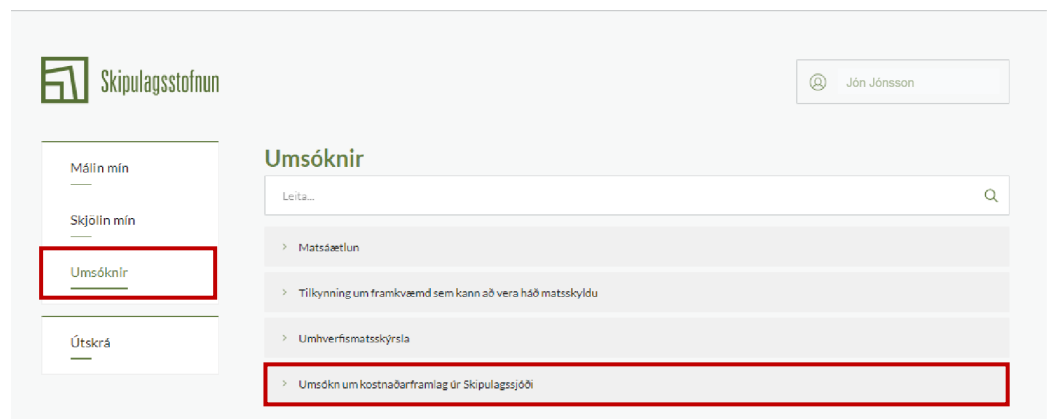 Skipulagsstofnun
Jón Jónsson
Málin mín
Skjölin mín
Umsóknir
Útskrá
Umsóknir
Leita...
Matsáætlun
Tilkynning um framkvæmd sem kann að vera háð matsskyldu
Umhverfismatsskýrsla
Umsókn um kostnaðarframlag úr Skipulagssjóði